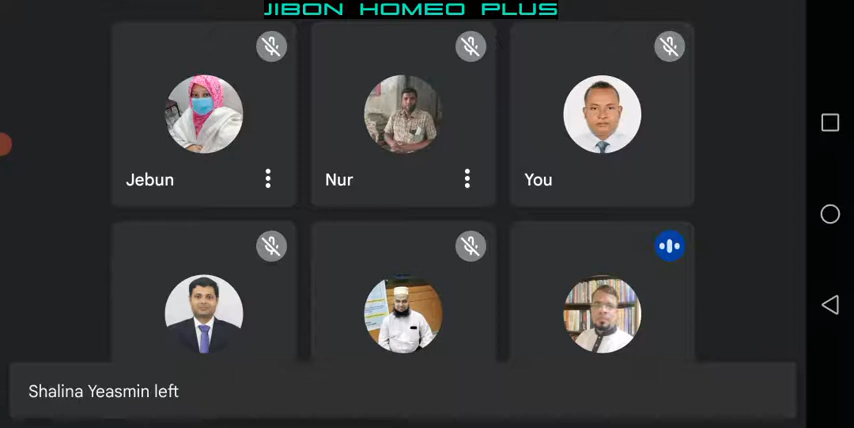 JIBON HOMEO PLUS
Jebun
Nur
You
Shalina Yeasmin left